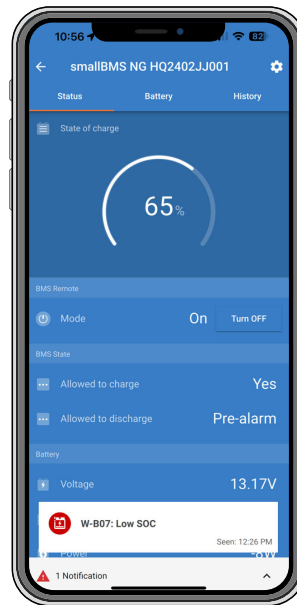 10:56
82
smallBMS NG HQ2402JJ001
Status Battery History
State of charge
65%
BMS Remote
Mode On Turn OFF
BMS State
Allowed to charge Yes
Allowed to discharge Pre-alarm
Battery
Voltage 13.17V
W-B07: Low SOC
Seen: 12:26 PM
Power -8W
1 Notification